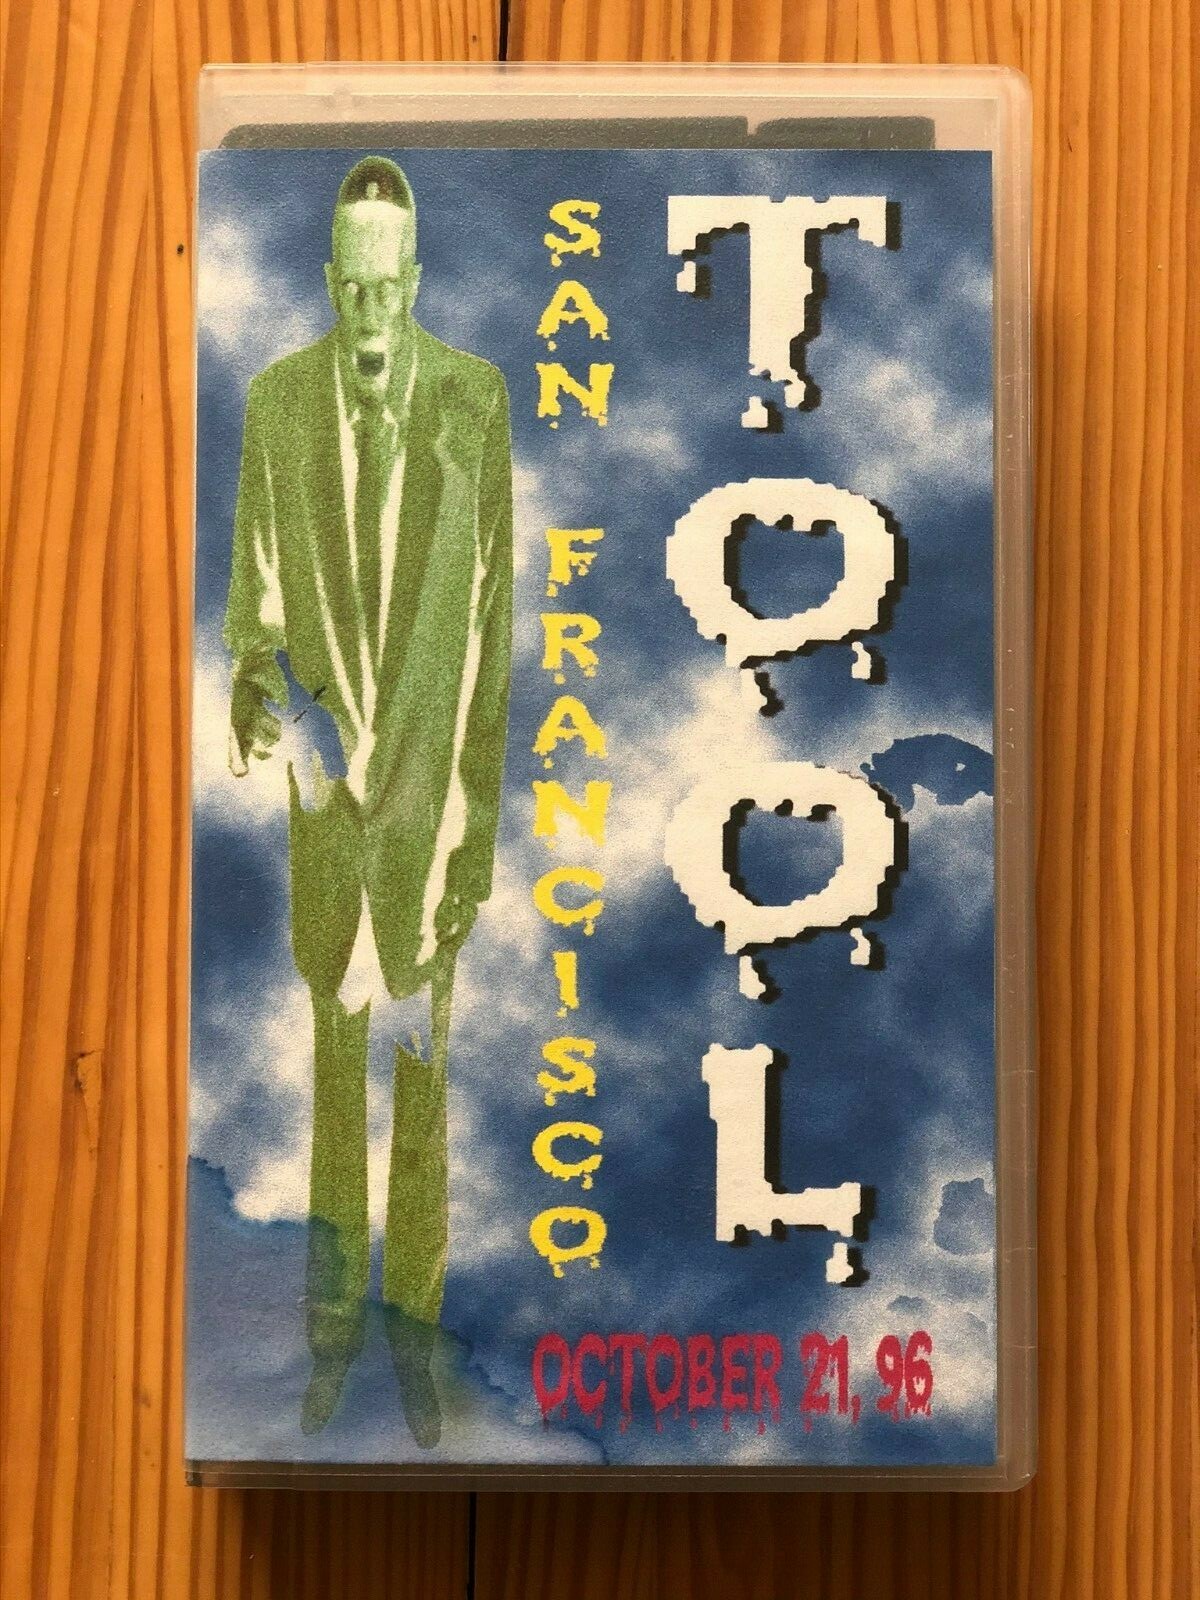 TOOL
SAN FRANCISCO
OCTOBER 21, 96